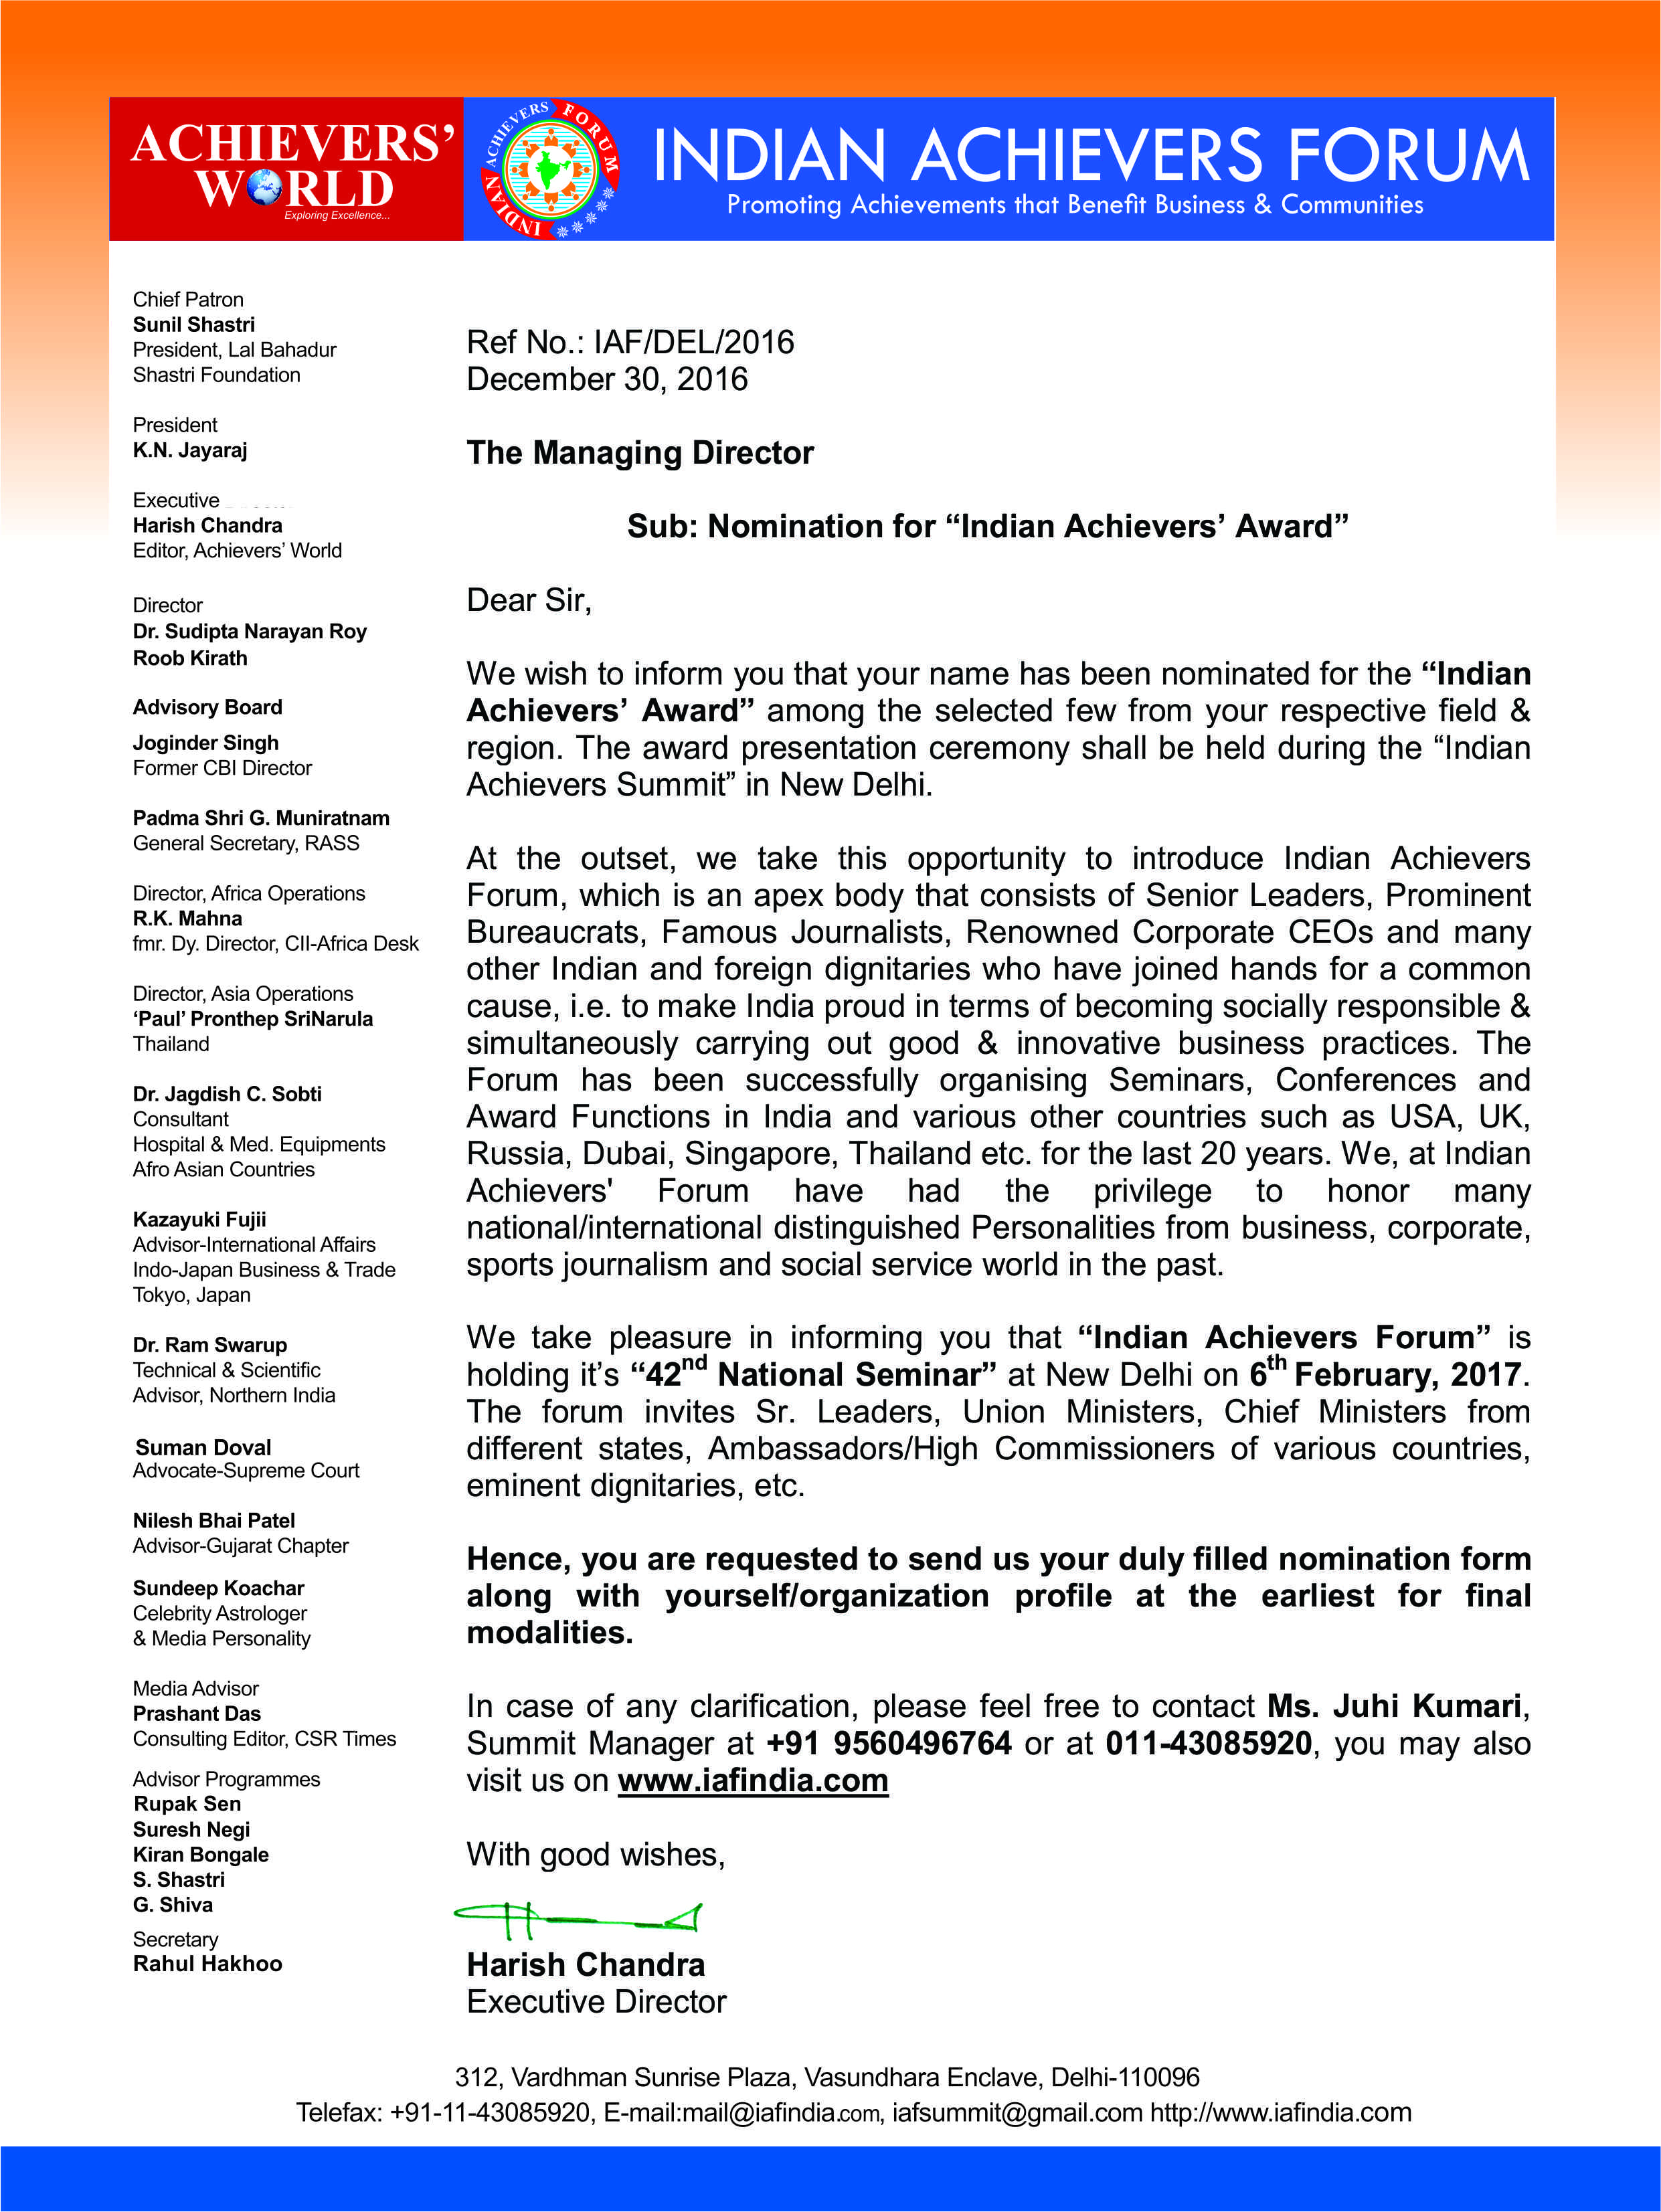 ACHIEVERS'
WORLD
Exploring Excellence...
INDIAN ACHIEVERS FORUM
INDIAN ACHIEVERS FORUM
Promoting Achievements that Benefit Business & Communities
Chief Patron
Sunil Shastri
President, Lal Bahadur
Shastri Foundation
President
K.N. Jayaraj
Executive
Harish Chandra
Editor, Achievers' World
Director
Dr. Sudipta Narayan Roy
Roob Kirath
Advisory Board
Joginder Singh
Former CBI Director
Padma Shri G. Muniratnam
General Secretary, RASS
Director, Africa Operations
R.K. Mahna
fmr. Dy. Director, CII-Africa Desk
Director, Asia Operations
‘Paul’ Pronthep SriNarula
Thailand
Dr. Jagdish C. Sobti
Consultant
Hospital & Med. Equipments
Afro Asian Countries
Kazayuki Fujii
Advisor-International Affairs
Indo-Japan Business & Trade
Tokyo, Japan
Dr. Ram Swarup
Technical & Scientific
Advisor, Northern India
Suman Doval
Advocate-Supreme Court
Nilesh Bhai Patel
Advisor-Gujarat Chapter
Sundeep Koachar
Celebrity Astrologer
& Media Personality
Media Advisor
Prashant Das
Consulting Editor, CSR Times
Advisor Programmes
Rupak Sen
Suresh Negi
Kiran Bongale
S. Shastri
G. Shiva
Secretary
Rahul Hakhoo
Ref No.: IAF/DEL/2016
December 30, 2016
The Managing Director
Sub: Nomination for “Indian Achievers’ Award”
Dear Sir,
We wish to inform you that your name has been nominated for the “Indian
Achievers’ Award” among the selected few from your respective field &
region. The award presentation ceremony shall be held during the “Indian
Achievers Summit” in New Delhi.
At the outset, we take this opportunity to introduce Indian Achievers
Forum, which is an apex body that consists of Senior Leaders, Prominent
Bureaucrats, Famous Journalists, Renowned Corporate CEOs and many
other Indian and foreign dignitaries who have joined hands for a common
cause, i.e. to make India proud in terms of becoming socially responsible &
simultaneously carrying out good & innovative business practices. The
Forum has been successfully organising Seminars, Conferences and
Award Functions in India and various other countries such as USA, UK,
Russia, Dubai, Singapore, Thailand etc. for the last 20 years. We, at Indian
Achievers' Forum have had the privilege to honor many
national/international distinguished Personalities from business, corporate,
sports journalism and social service world in the past.
We take pleasure in informing you that “Indian Achievers Forum” is
holding it’s “42nd National Seminar” at New Delhi on 6th February, 2017.
The forum invites Sr. Leaders, Union Ministers, Chief Ministers from
different states, Ambassadors/High Commissioners of various countries,
eminent dignitaries, etc.
Hence, you are requested to send us your duly filled nomination form
along with yourself/organization profile at the earliest for final
modalities.
In case of any clarification, please feel free to contact Ms. Juhi Kumari,
Summit Manager at +91 9560496764 or at 011-43085920, you may also
visit us on www.iafindia.com
With good wishes,
Harish Chandra
Executive Director
312, Vardhman Sunrise Plaza, Vasundhara Enclave, Delhi-110096
Telefax: +91-11-43085920, E-mail:mail@iafindia.com, iafsummit@gmail.com http://www.iafindia.com